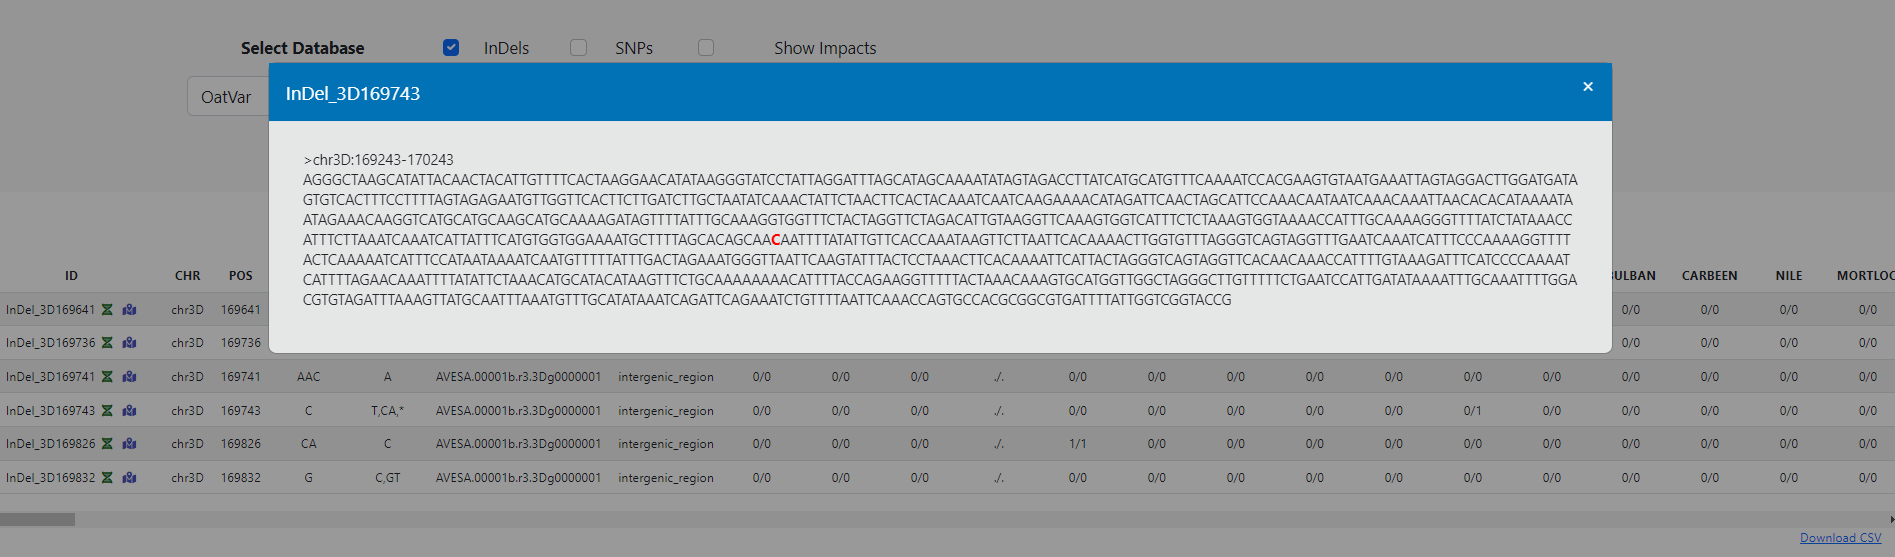 Select Database InDels SNPs Show Impacts
OatVar
InDel_3D169743 ×
>chr3D:169243-170243
AGGGCTAAGCATATTACAACTACATTGTTTTCACTAAGGAACATATAAGGGTATCCTATTAGGATTTAGCATAGCAAAATATAGTAGACCTTATCATGCATGTTTCAAAATCCACGAAGTGTAATGAAATTAGTAGGACTTGGATGATA
GTGTCACTTTCCTTTTAGTAGAGAATGTTGGTTCACTTCTTGATCTTGCTAATATCAAACTATTCTAACTTCACTACAAATCAATCAAGAAAACATAGATTCAACTAGCATTCCAAACAATAATCAAACAAATTAACACACATAAAATA
ATAGAAACAAGGTCATGCATGCAAGCATGCAAAAGATAGTTTTATTTGCAAAGGTGGTTTCTACTAGGTTCTAGACATTGTAAGGTTCAAAGTGGTCATTTCTCTAAAGTGGTAAAACCATTTGCAAAAGGGTTTTATCTATAAACC
ATTTCTTAAATCAAATCATTATTTCATGTGGTGGAAAATGCTTTTAGCACAGCAACAATTTTATATTGTTCACCAAATAAGTTCTTAATTCACAAAACTTGGTGTTTAGGGTCAGTAGGTTTGAATCAAATCATTTCCCAAAAGGTTTT
ACTCAAAAATCATTTCCATAATAAAATCAATGTTTTTATTTGACTAGAAATGGGTTAATTCAAGTATTTACTCCTAAACTTCACAAAATTCATTACTAGGGTCAGTAGGTTCACAACAAACCATTTTGTAAAGATTTCATCCCCAAAAT
CATTTTAGAACAAATTTTATATTCTAAACATGCATACATAAGTTTCTGCAAAAAAAACATTTTACCAGAAGGTTTTTACTAAACAAAGTGCATGGTTGGCTAGGGCTTGTTTTTCTGAATCCATTGATATAAAATTTGCAAATTTTGGA
CGTGTAGATTTAAAGTTATGCAATTTAAATGTTTGCATATAAATCAGATTCAGAAATCTGTTTTAATTCAAACCAGTGCCACGCGGCGTGATTTTATTGGTCGGTACCG
ID CHR POS BULBAN CARBEEN NILE MORTLOC
InDel_3D169641 chr3D 169641 0/0 0/0 0/0 0/0
InDel_3D169736 chr3D 169736 0/0 0/0 0/0 0/0
InDel_3D169741 chr3D 169741 AAC A AVESA.00001b.r3.3Dg0000001 intergenic_region 0/0 0/0 0/0 ./. 0/0 0/0 0/0 0/0 0/0 0/0 0/0 0/0 0/0 0/0 0/0
InDel_3D169743 chr3D 169743 C T,CA,* AVESA.00001b.r3.3Dg0000001 intergenic_region 0/0 0/0 0/0 ./. 0/0 0/0 0/0 0/0 0/0 0/1 0/0 0/0 0/0 0/0 0/0
InDel_3D169826 chr3D 169826 CA C AVESA.00001b.r3.3Dg0000001 intergenic_region 0/0 0/0 0/0 ./. 1/1 0/0 0/0 0/0 0/0 0/0 0/0 0/0 0/0 0/0 0/0
InDel_3D169832 chr3D 169832 G C,GT AVESA.00001b.r3.3Dg0000001 intergenic_region 0/0 0/0 0/0 ./. 0/0 0/0 0/0 0/0 0/0 0/0 0/0 0/0 0/0 0/0 0/0
Download CSV